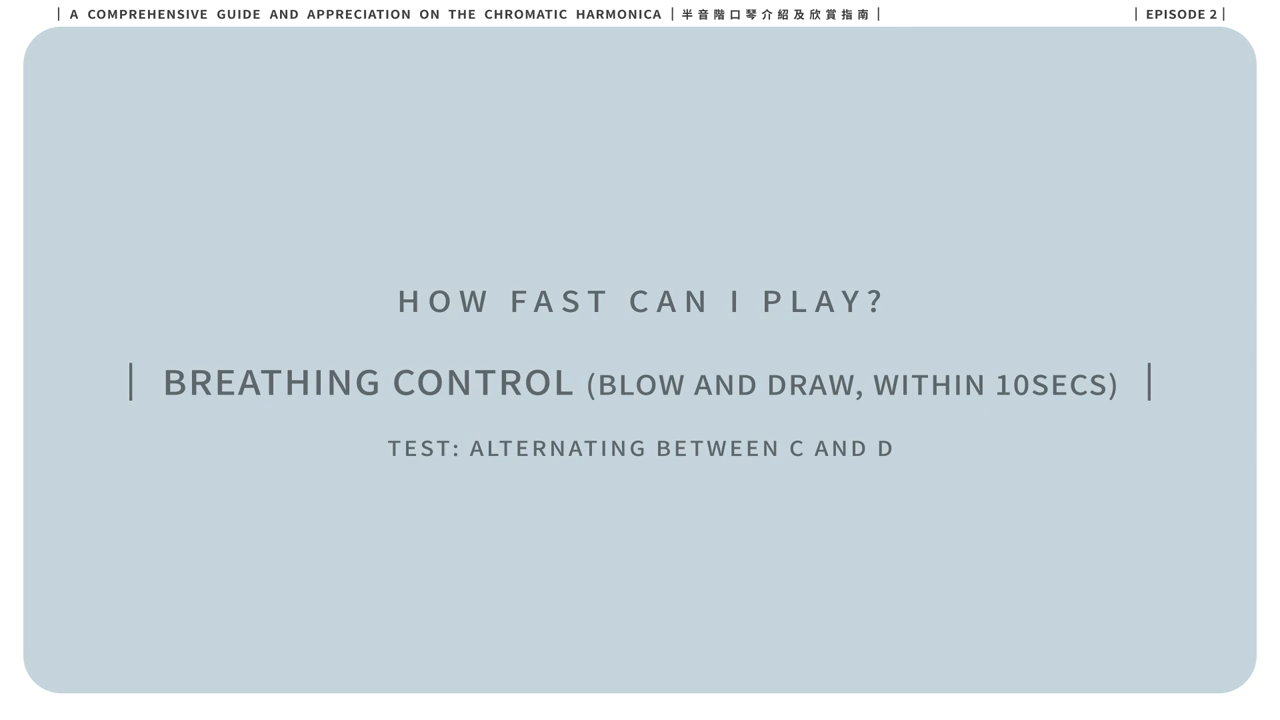 | A COMPREHENSIVE GUIDE AND APPRECIATION ON THE CHROMATIC HARMONICA | 半音階口琴介紹及欣賞指南 |
| EPISODE 2 |
HOW FAST CAN I PLAY?
| BREATHING CONTROL (BLOW AND DRAW, WITHIN 10SECS) |
TEST: ALTERNATING BETWEEN C AND D